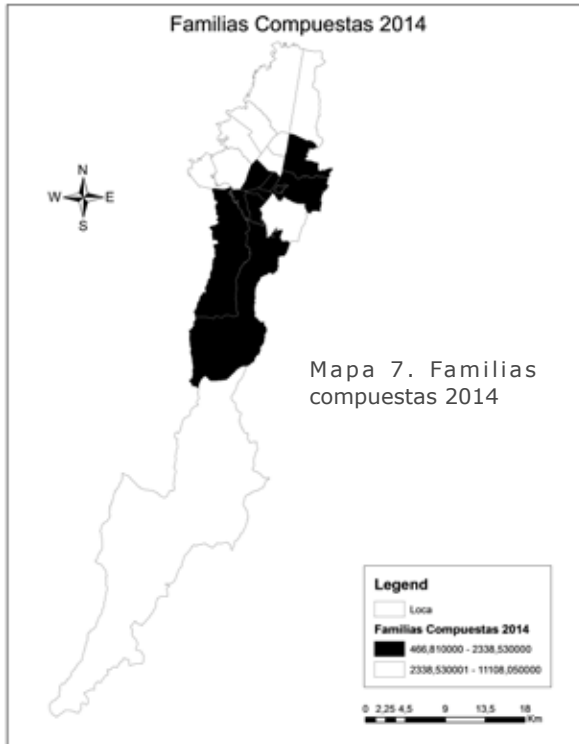 Familias Compuestas 2014
N
W E
S
Mapa 7. Familias
compuestas 2014
Legend
Loca
Familias Compuestas 2014
466,810000 - 2338,530000
2338,530001 - 11108,050000
0 2,25 4,5 9 13,5 18
Km